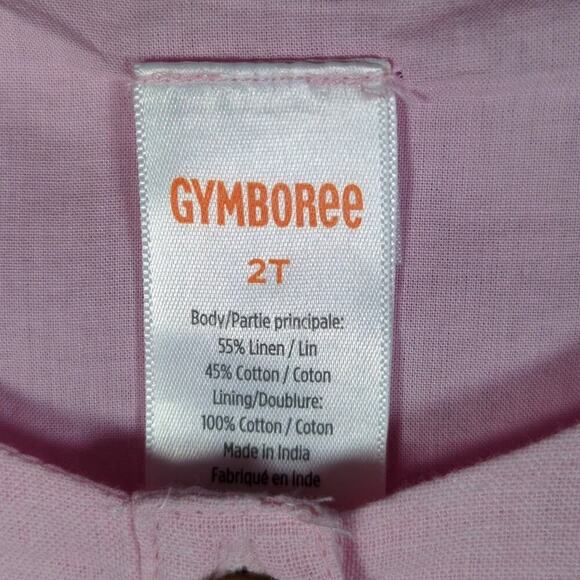 GYMBORee
2T
Body/Partie principale:
55% Linen / Lin
45% Cotton / Coton
Lining/Doublure:
100% Cotton / Coton
Made in India
Fabriqué en Inde